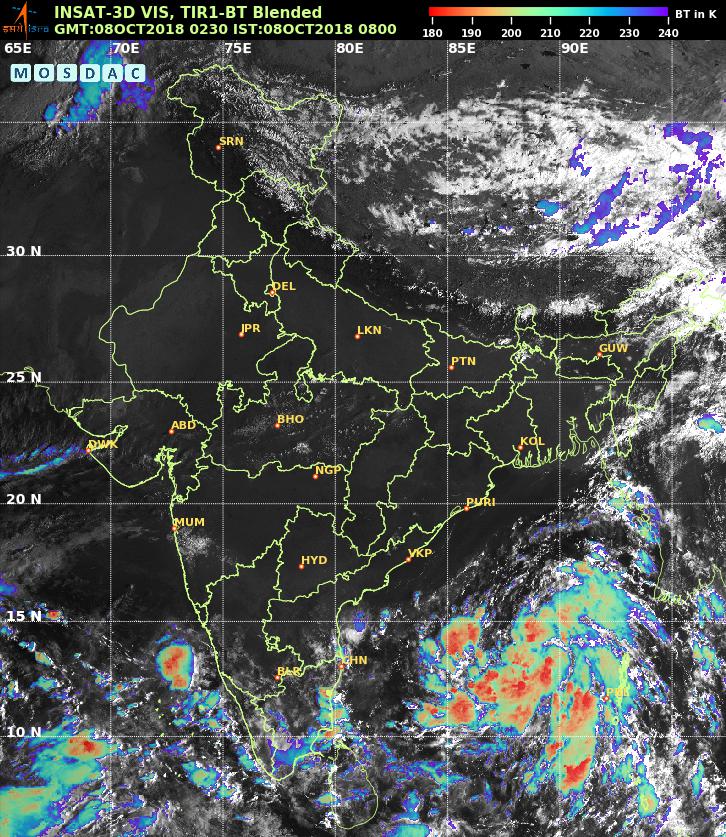 INSAT-3D VIS, TIR1-BT Blended
GMT:08OCT2018 0230 IST:08OCT2018 0800
BT in K
180 190 200 210 220 230 240
65E 70E 75E 80E 85E 90E
MOSDAC
SRN
30 N
DEL
JPR LKN
GUW
PTN
25 N
ABD BHO
DWK KOL
NGP
20 N PURI
MUM
VKP
HYD
15 N
CHN
BLR
10 N